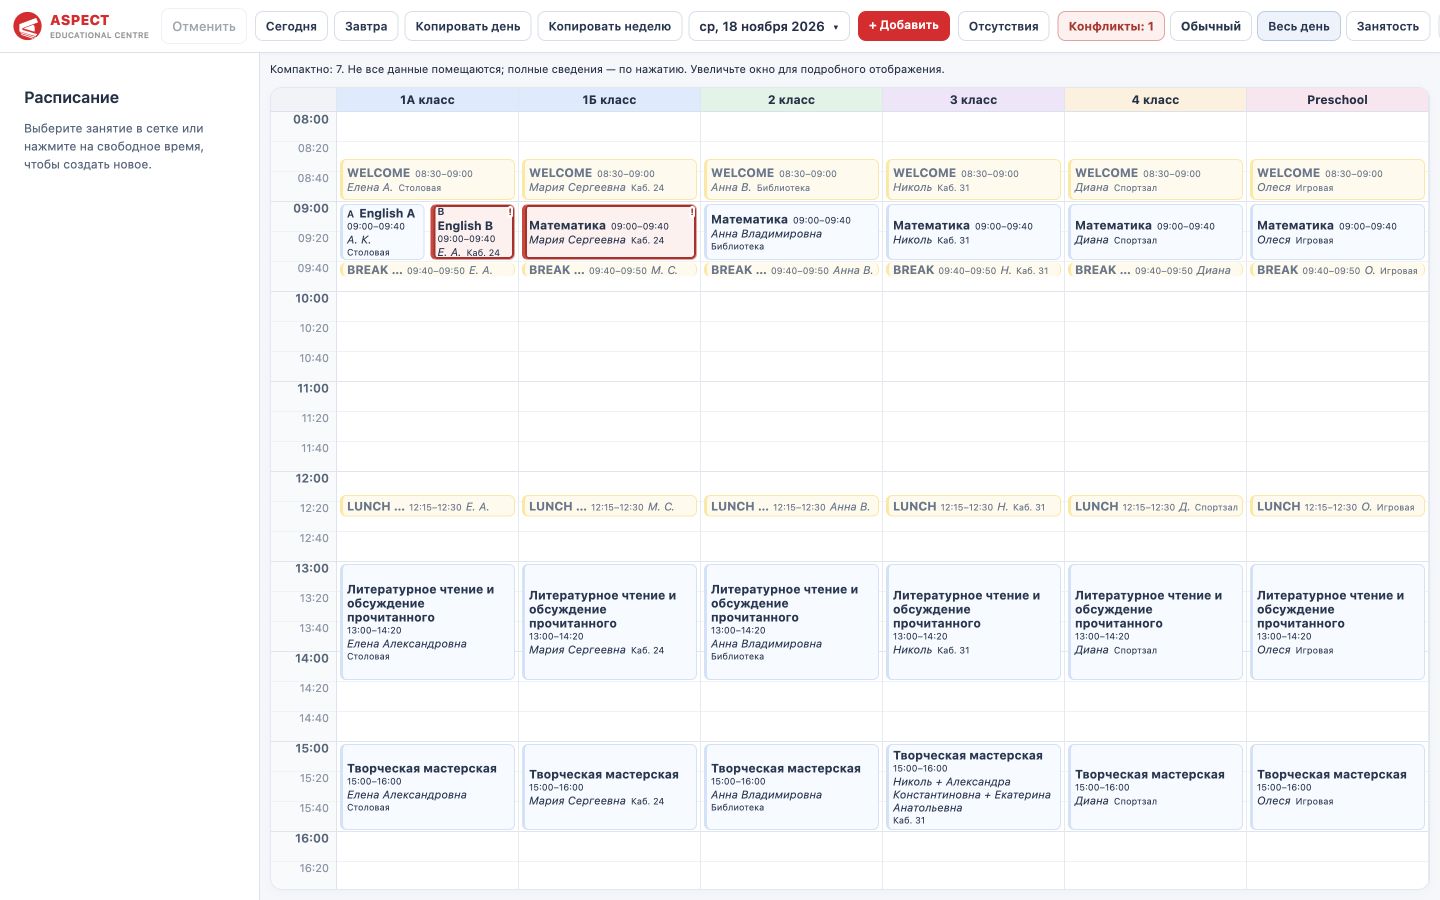 ASPECT
EDUCATIONAL CENTRE
Отменить
Сегодня
Завтра
Копировать день
Копировать неделю
ср, 18 ноября 2026
+ Добавить
Отсутствия
Конфликты: 1
Обычный
Весь день
Занятость
Расписание
Выберите занятие в сетке или
нажмите на свободное время,
чтобы создать новое.
Компактно: 7. Не все данные помещаются; полные сведения — по нажатию. Увеличьте окно для подробного отображения.
1А класс
1Б класс
2 класс
3 класс
4 класс
Preschool
08:00
08:20
08:40
WELCOME 08:30–09:00
Елена А. Столовая
WELCOME 08:30–09:00
Мария Сергеевна Каб. 24
WELCOME 08:30–09:00
Анна В. Библиотека
WELCOME 08:30–09:00
Николь Каб. 31
WELCOME 08:30–09:00
Диана Спортзал
WELCOME 08:30–09:00
Олеся Игровая
09:00
09:20
A English A
09:00–09:40
А. К.
Столовая
B !
English B
09:00–09:40
Е. А. Каб. 24
!
Математика 09:00–09:40
Мария Сергеевна Каб. 24
Математика 09:00–09:40
Анна Владимировна
Библиотека
Математика 09:00–09:40
Николь Каб. 31
Математика 09:00–09:40
Диана Спортзал
Математика 09:00–09:40
Олеся Игровая
09:40
BREAK ... 09:40–09:50 Е. А.
BREAK ... 09:40–09:50 М. С.
BREAK ... 09:40–09:50 Анна В.
BREAK 09:40–09:50 Н. Каб. 31
BREAK ... 09:40–09:50 Диана
BREAK 09:40–09:50 О. Игровая
10:00
10:20
10:40
11:00
11:20
11:40
12:00
12:20
LUNCH ... 12:15–12:30 Е. А.
LUNCH ... 12:15–12:30 М. С.
LUNCH ... 12:15–12:30 Анна В.
LUNCH 12:15–12:30 Н. Каб. 31
LUNCH 12:15–12:30 Д. Спортзал
LUNCH 12:15–12:30 О. Игровая
12:40
13:00
13:20
13:40
14:00
Литературное чтение и
обсуждение
прочитанного
13:00–14:20
Елена Александровна
Столовая
Литературное чтение и
обсуждение
прочитанного
13:00–14:20
Мария Сергеевна Каб. 24
Литературное чтение и
обсуждение
прочитанного
13:00–14:20
Анна Владимировна
Библиотека
Литературное чтение и
обсуждение
прочитанного
13:00–14:20
Николь Каб. 31
Литературное чтение и
обсуждение
прочитанного
13:00–14:20
Диана Спортзал
Литературное чтение и
обсуждение
прочитанного
13:00–14:20
Олеся Игровая
14:20
14:40
15:00
15:20
15:40
Творческая мастерская
15:00–16:00
Елена Александровна
Столовая
Творческая мастерская
15:00–16:00
Мария Сергеевна Каб. 24
Творческая мастерская
15:00–16:00
Анна Владимировна
Библиотека
Творческая мастерская
15:00–16:00
Николь + Александра
Константиновна + Екатерина
Анатольевна
Каб. 31
Творческая мастерская
15:00–16:00
Диана Спортзал
Творческая мастерская
15:00–16:00
Олеся Игровая
16:00
16:20